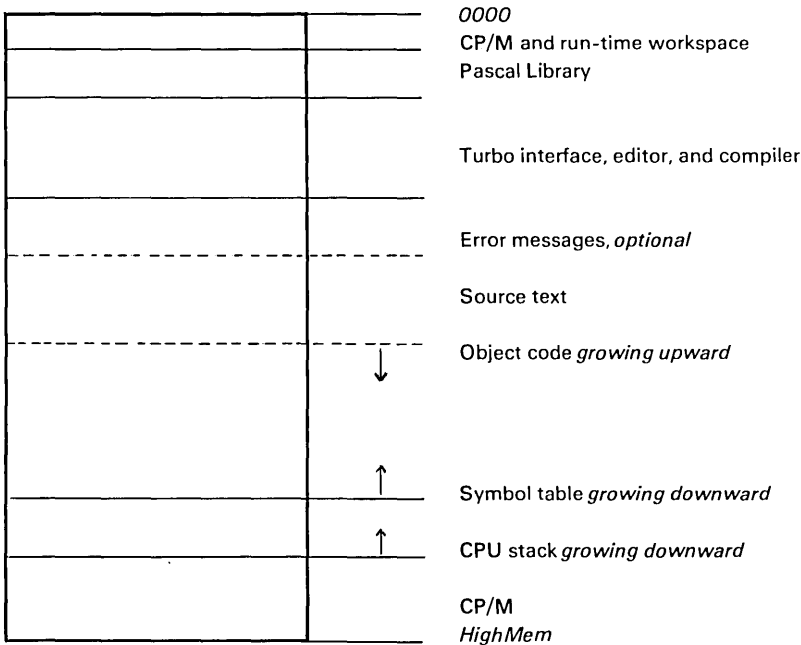 0000
CP/M and run-time workspace
Pascal Library
Turbo interface, editor, and compiler
Error messages, optional
Source text
Object code growing upward
Symbol table growing downward
CPU stack growing downward
CP/M
HighMem